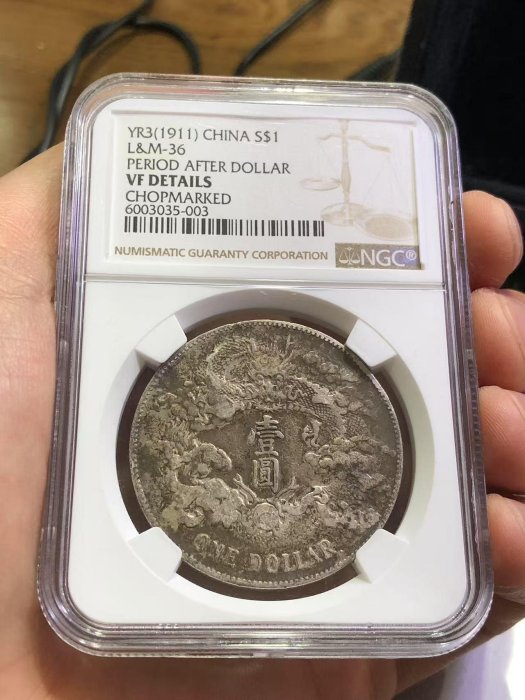 YR3(1911) CHINA S$1
L&M-36
PERIOD AFTER DOLLAR
VF DETAILS
CHOPMARKED
6003035-003
NUMISMATIC GUARANTY CORPORATION NGC®
壹
圓
ONE DOLLAR.